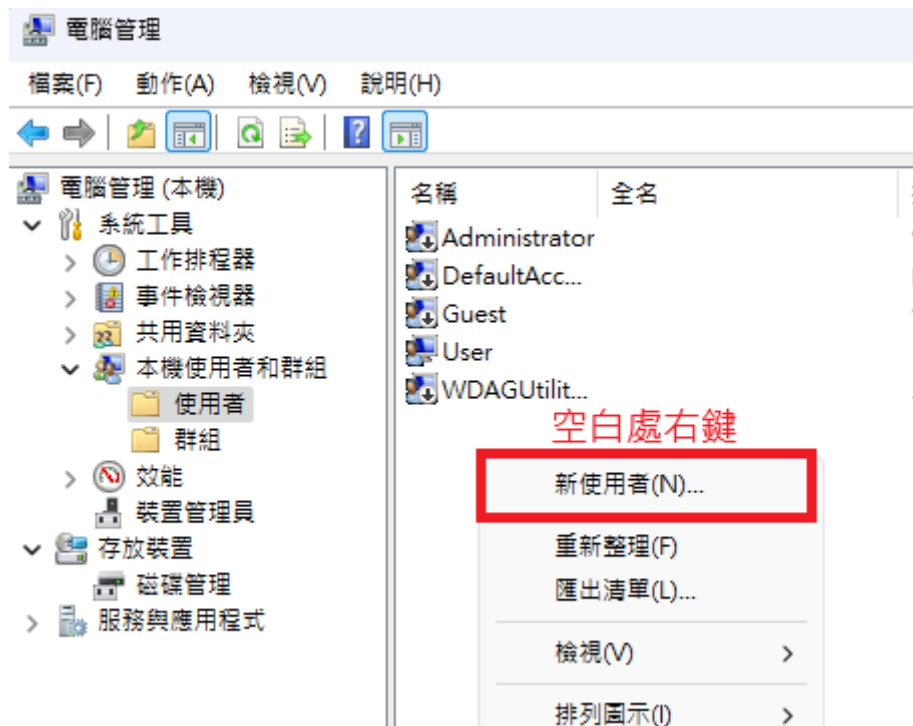 電腦管理
檔案(F) 動作(A) 檢視(V) 說明(H)
電腦管理 (本機)
系統工具
工作排程器
事件檢視器
共用資料夾
本機使用者和群組
使用者
群組
效能
裝置管理員
存放裝置
磁碟管理
服務與應用程式
名稱 全名
Administrator
DefaultAcc...
Guest
User
WDAGUtilit...
空白處右鍵
新使用者(N)...
重新整理(F)
匯出清單(L)...
檢視(V)
排列圖示(I)